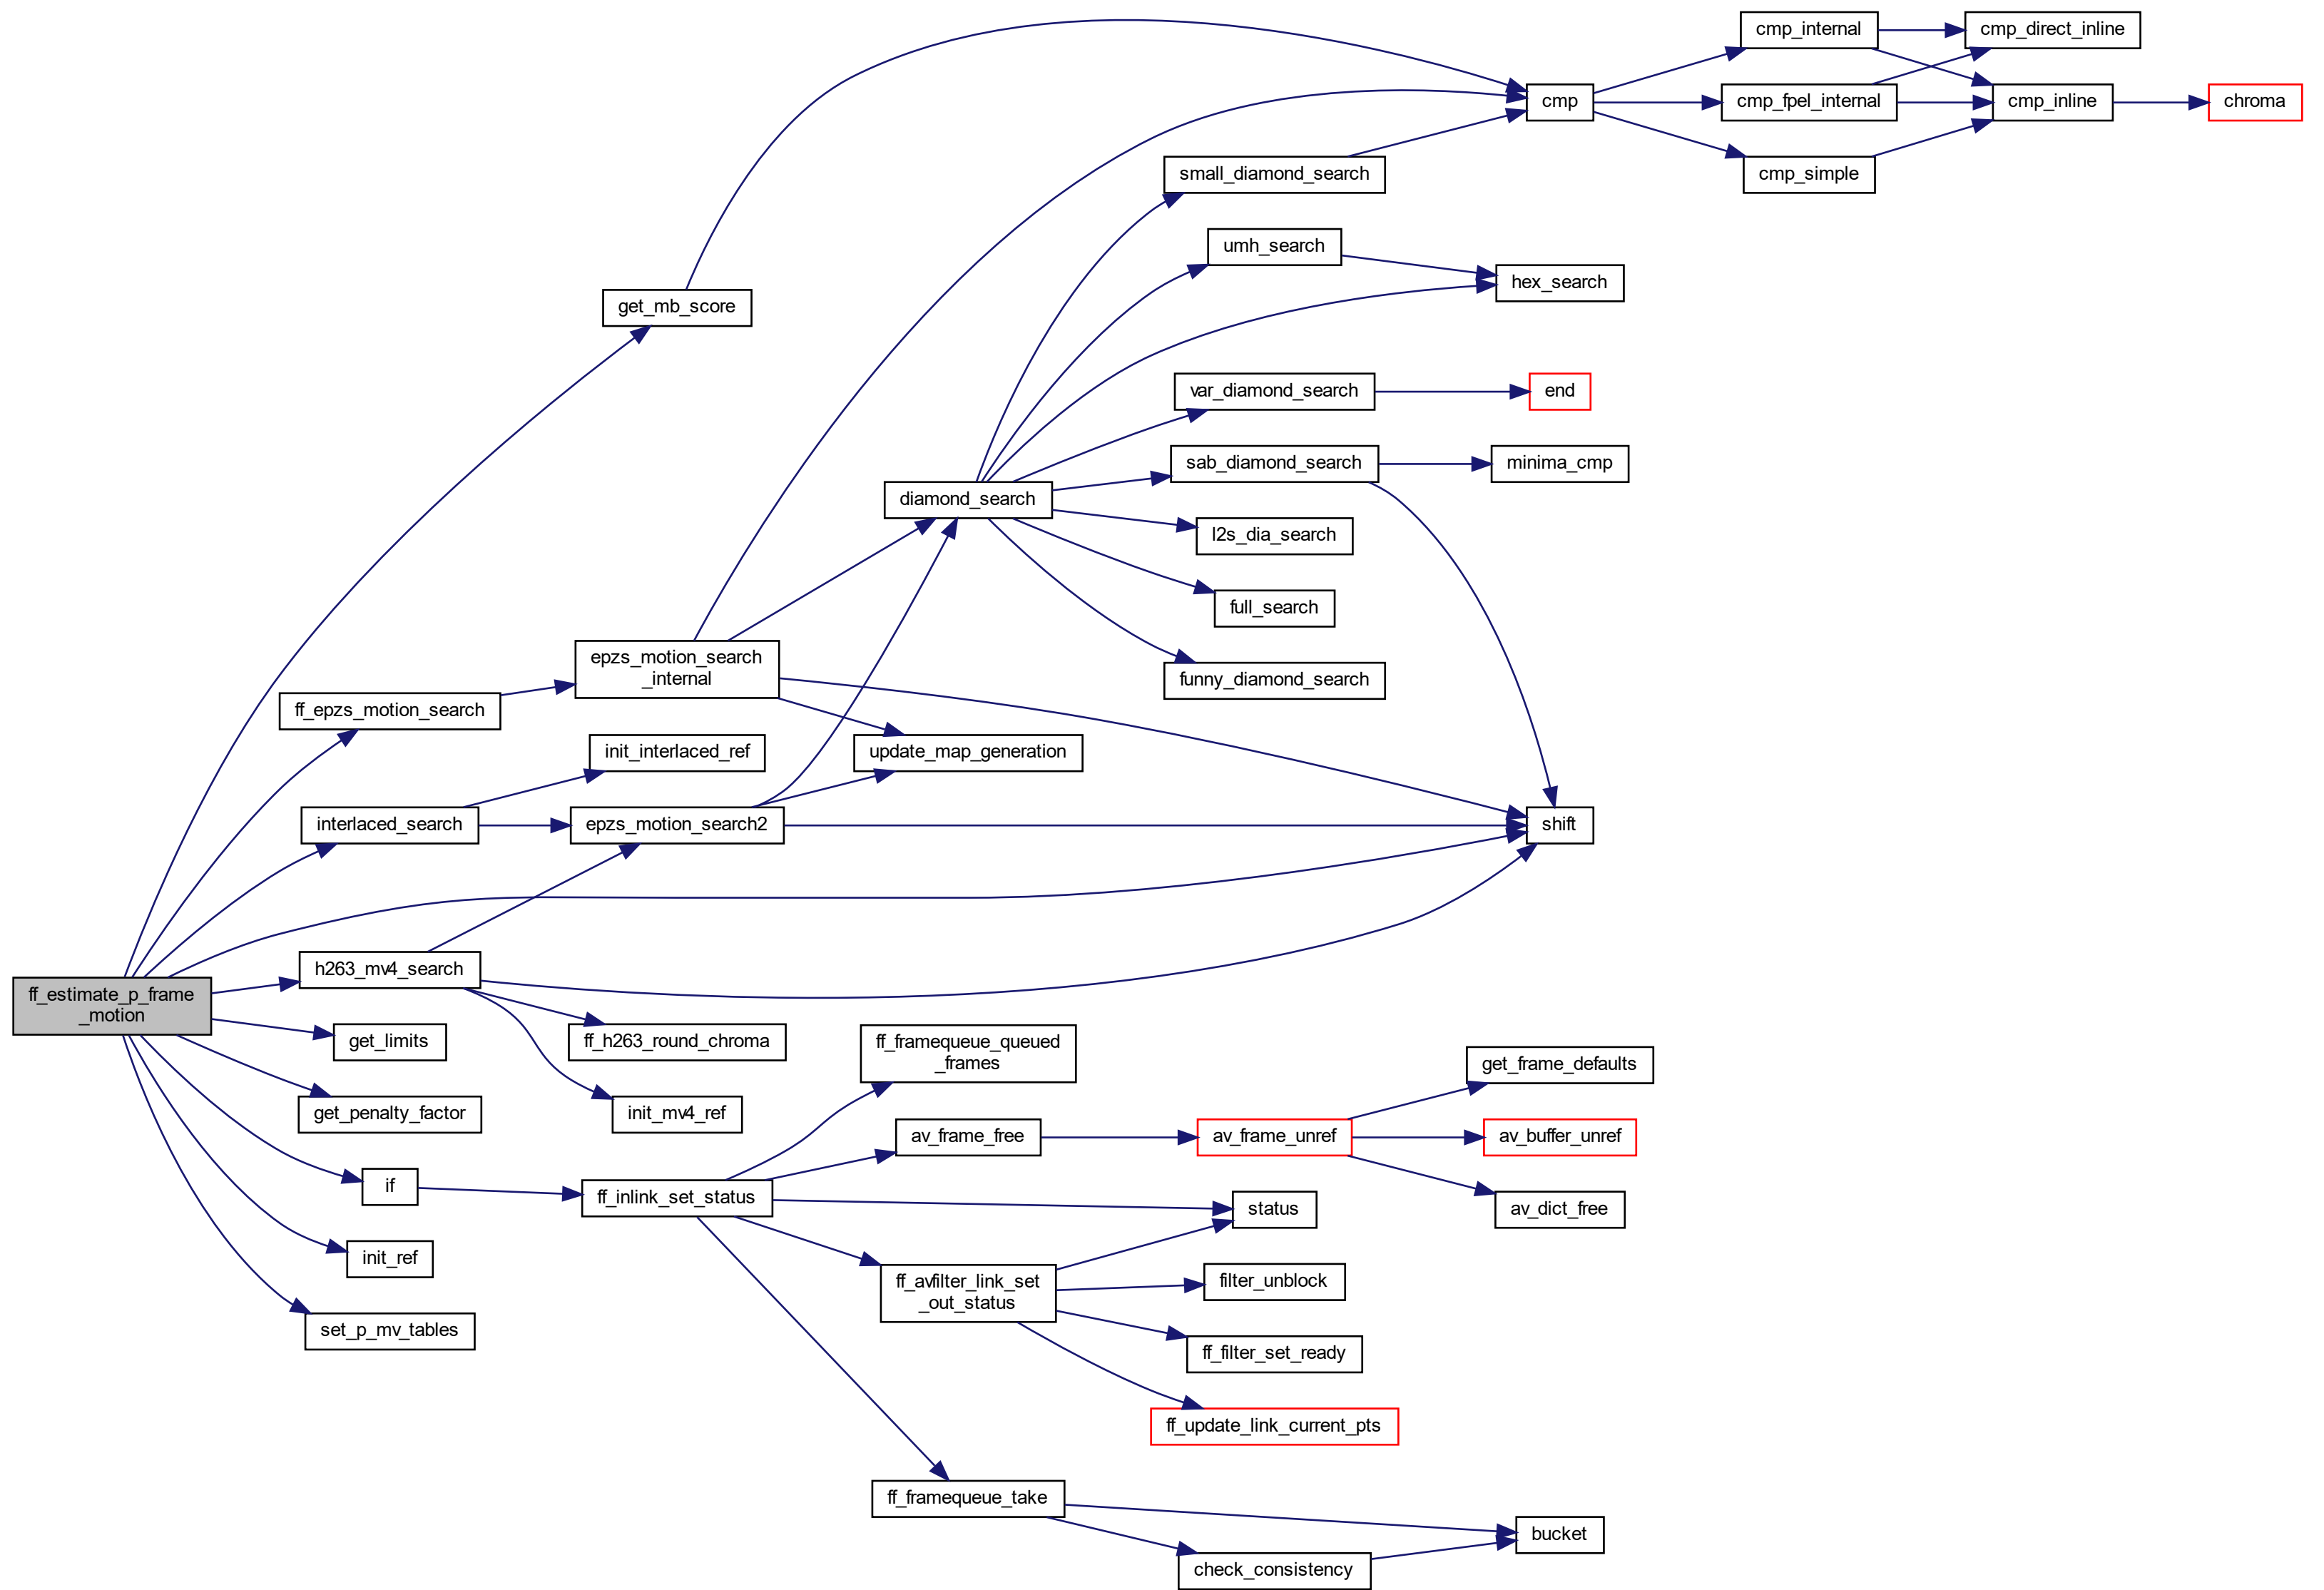 cmp_internal
cmp_direct_inline
cmp
cmp_fpel_internal
cmp_inline
chroma
small_diamond_search
cmp_simple
umh_search
hex_search
get_mb_score
var_diamond_search
end
sab_diamond_search
minima_cmp
diamond_search
l2s_dia_search
full_search
epzs_motion_search
_internal
funny_diamond_search
ff_epzs_motion_search
init_interlaced_ref
update_map_generation
interlaced_search
epzs_motion_search2
shift
h263_mv4_search
ff_estimate_p_frame
_motion
get_limits
ff_h263_round_chroma
ff_framequeue_queued
_frames
get_frame_defaults
get_penalty_factor
init_mv4_ref
av_frame_free
av_frame_unref
av_buffer_unref
if
ff_inlink_set_status
status
av_dict_free
init_ref
ff_avfilter_link_set
_out_status
filter_unblock
set_p_mv_tables
ff_filter_set_ready
ff_update_link_current_pts
ff_framequeue_take
bucket
check_consistency